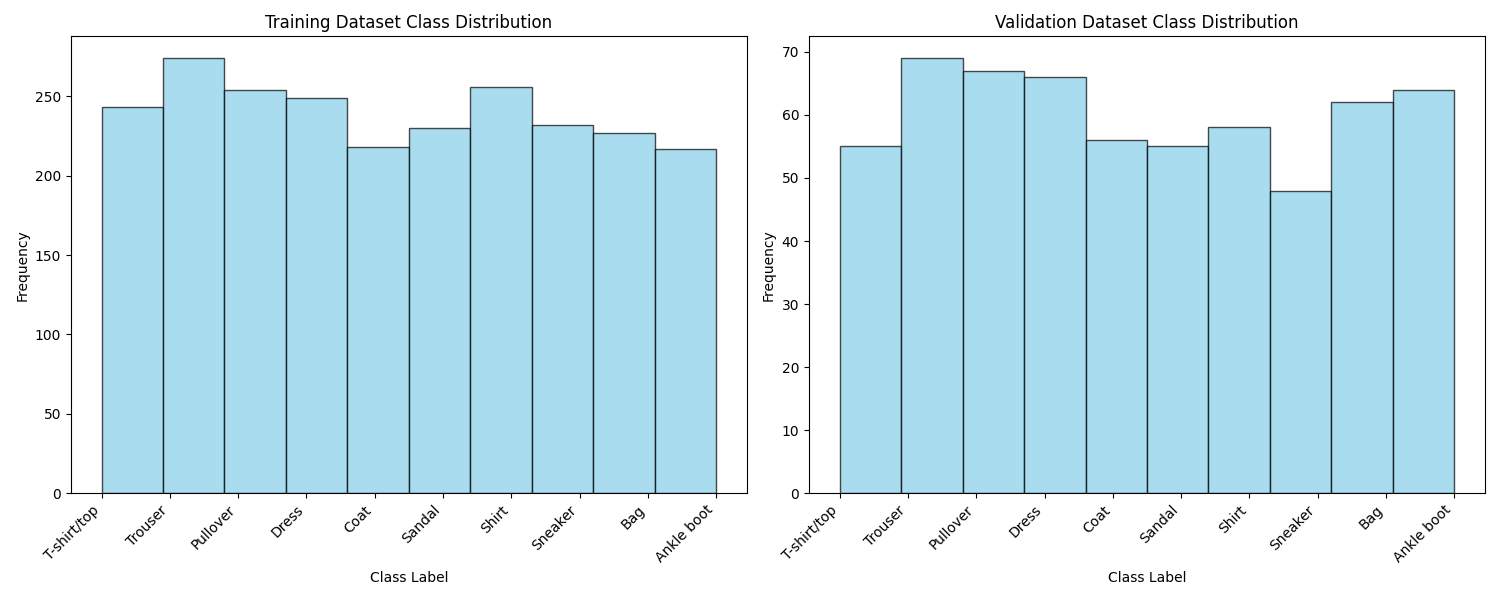 Training Dataset Class Distribution
Frequency
250
200
150
100
50
0
T-shirt/top
Trouser
Pullover
Dress
Coat
Sandal
Shirt
Sneaker
Bag
Ankle boot
Class Label
Validation Dataset Class Distribution
Frequency
70
60
50
40
30
20
10
0
T-shirt/top
Trouser
Pullover
Dress
Coat
Sandal
Shirt
Sneaker
Bag
Ankle boot
Class Label